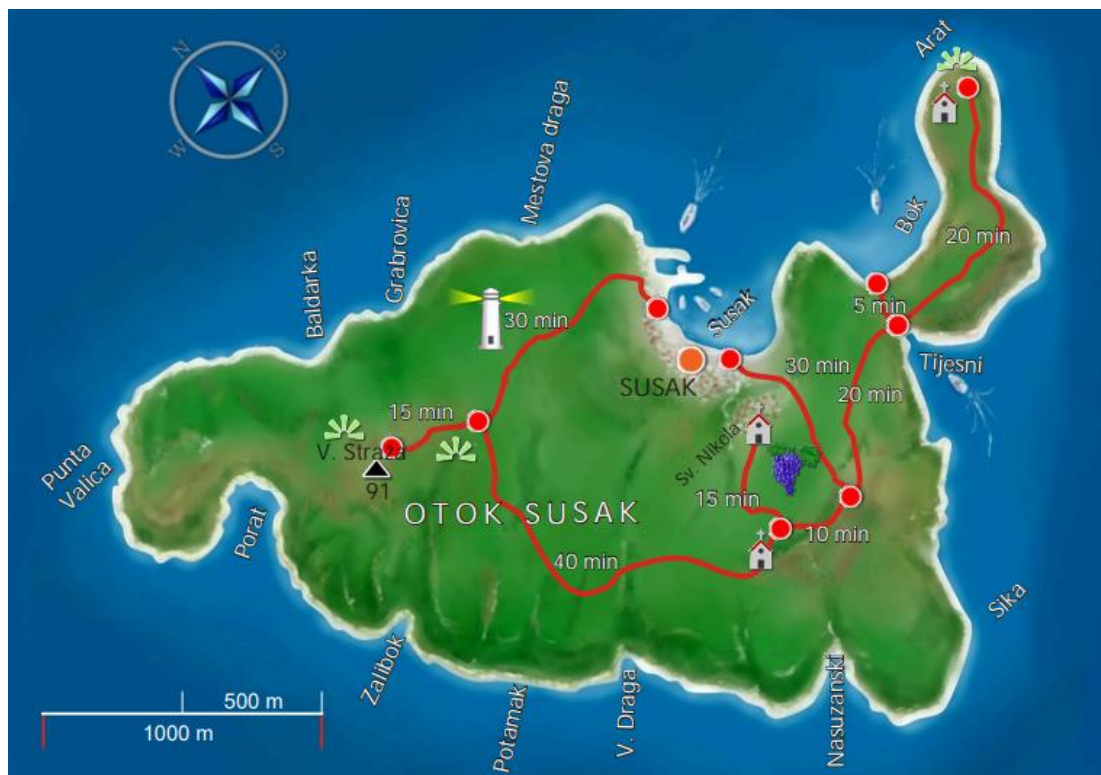 N
E
W
S
Arat
Mestova draga
Bok
Grabrovica
Baldarka
20 min
5 min
30 min
Susak
Tijesni
SUSAK
30 min
20 min
15 min
V. Straža
91
Sv. Nikola
Punta
Valica
15 min
OTOK SUSAK
10 min
Porat
40 min
Sika
Zalibok
Potamak
V. Draga
Nasuzanski
500 m
1000 m